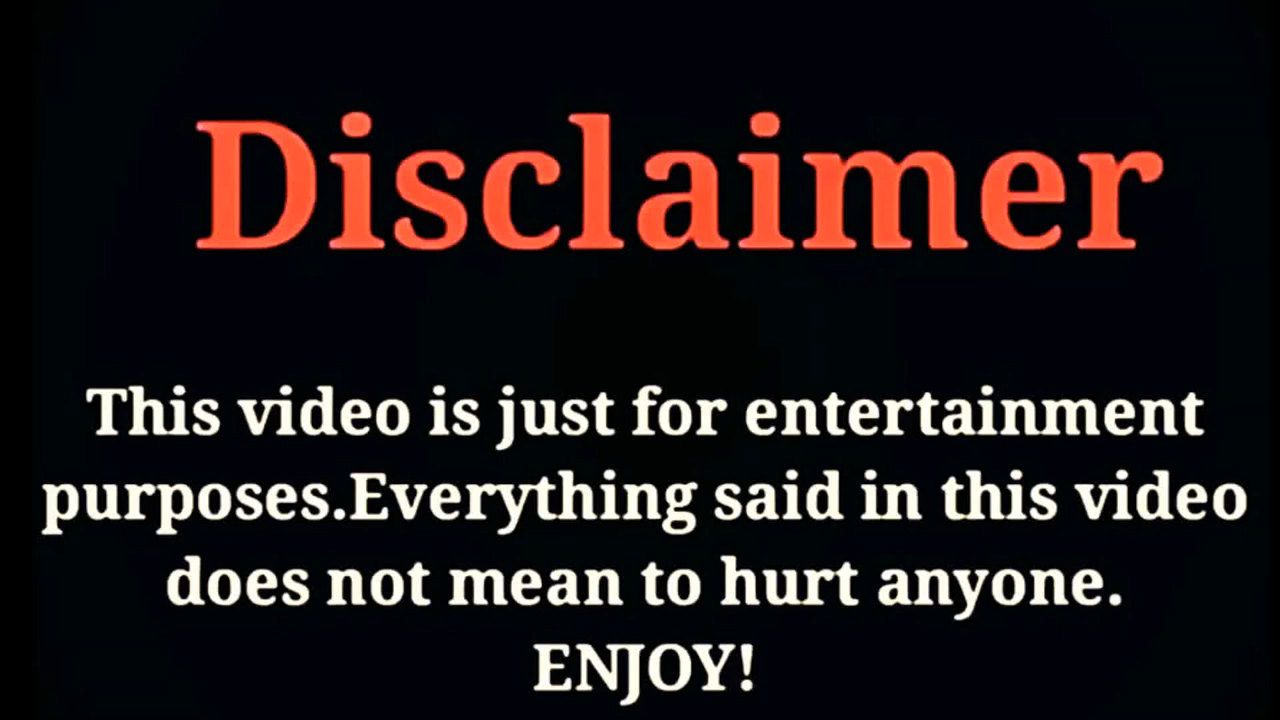 Disclaimer
This video is just for entertainment
purposes.Everything said in this video
does not mean to hurt anyone.
ENJOY!